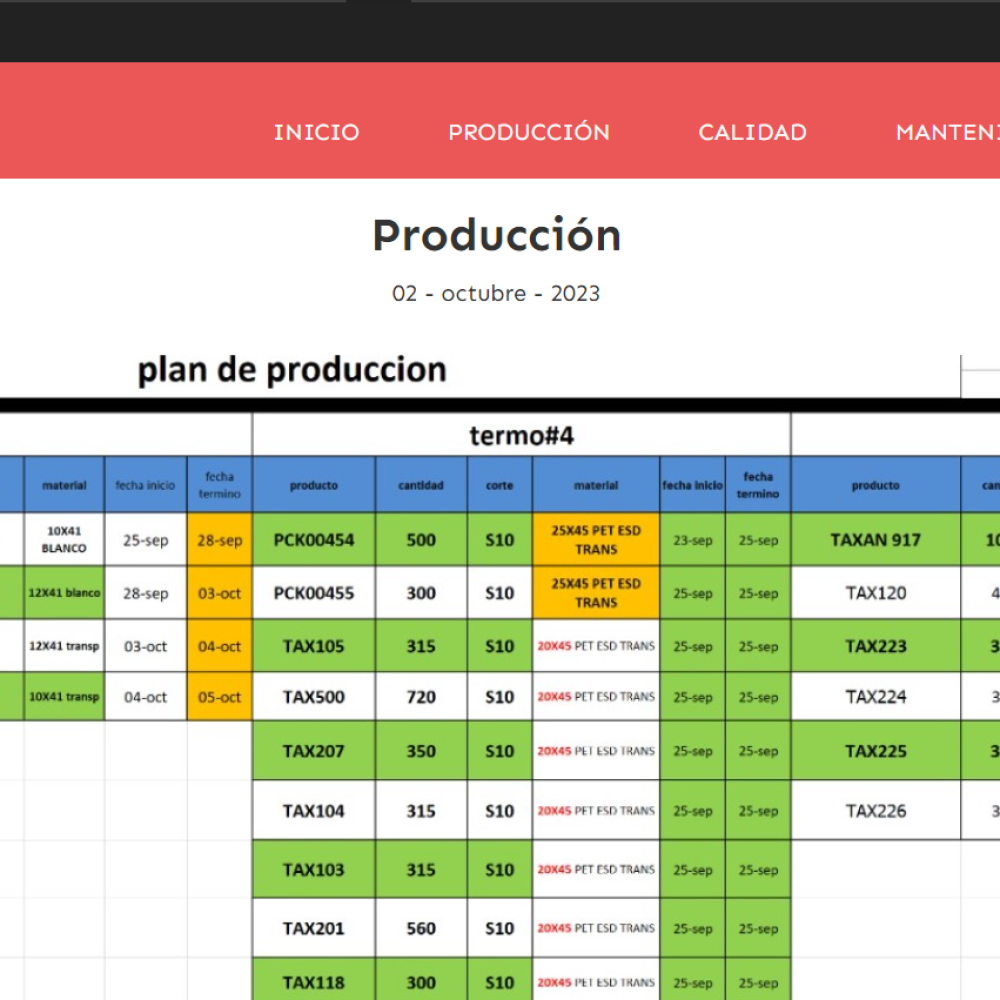 INICIO PRODUCCIÓN CALIDAD
Producción
02 - octubre - 2023
plan de produccion
termo#4
material fecha inicio fecha termino producto cantidad corte material fecha inicio fecha termino producto
10X41 BLANCO 25-sep 28-sep PCK00454 500 S10 25X45 PET ESD TRANS 23-sep 25-sep TAXAN 917
12X41 blanco 28-sep 03-oct PCK00455 300 S10 25X45 PET ESD TRANS 25-sep 25-sep TAX120
12X41 transp 03-oct 04-oct TAX105 315 S10 20X45 PET ESD TRANS 25-sep 25-sep TAX223
10X41 transp 04-oct 05-oct TAX500 720 S10 20X45 PET ESD TRANS 25-sep 25-sep TAX224
TAX207 350 S10 20X45 PET ESD TRANS 25-sep 25-sep TAX225
TAX104 315 S10 20X45 PET ESD TRANS 25-sep 25-sep TAX226
TAX103 315 S10 20X45 PET ESD TRANS 25-sep 25-sep
TAX201 560 S10 20X45 PET ESD TRANS 25-sep 25-sep
TAX118 300 S10 20X45 PET ESD TRANS 25-sep 25-sep